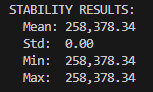 STABILITY RESULTS:
  Mean: 258,378.34
  Std:  0.00
  Min:  258,378.34
  Max:  258,378.34